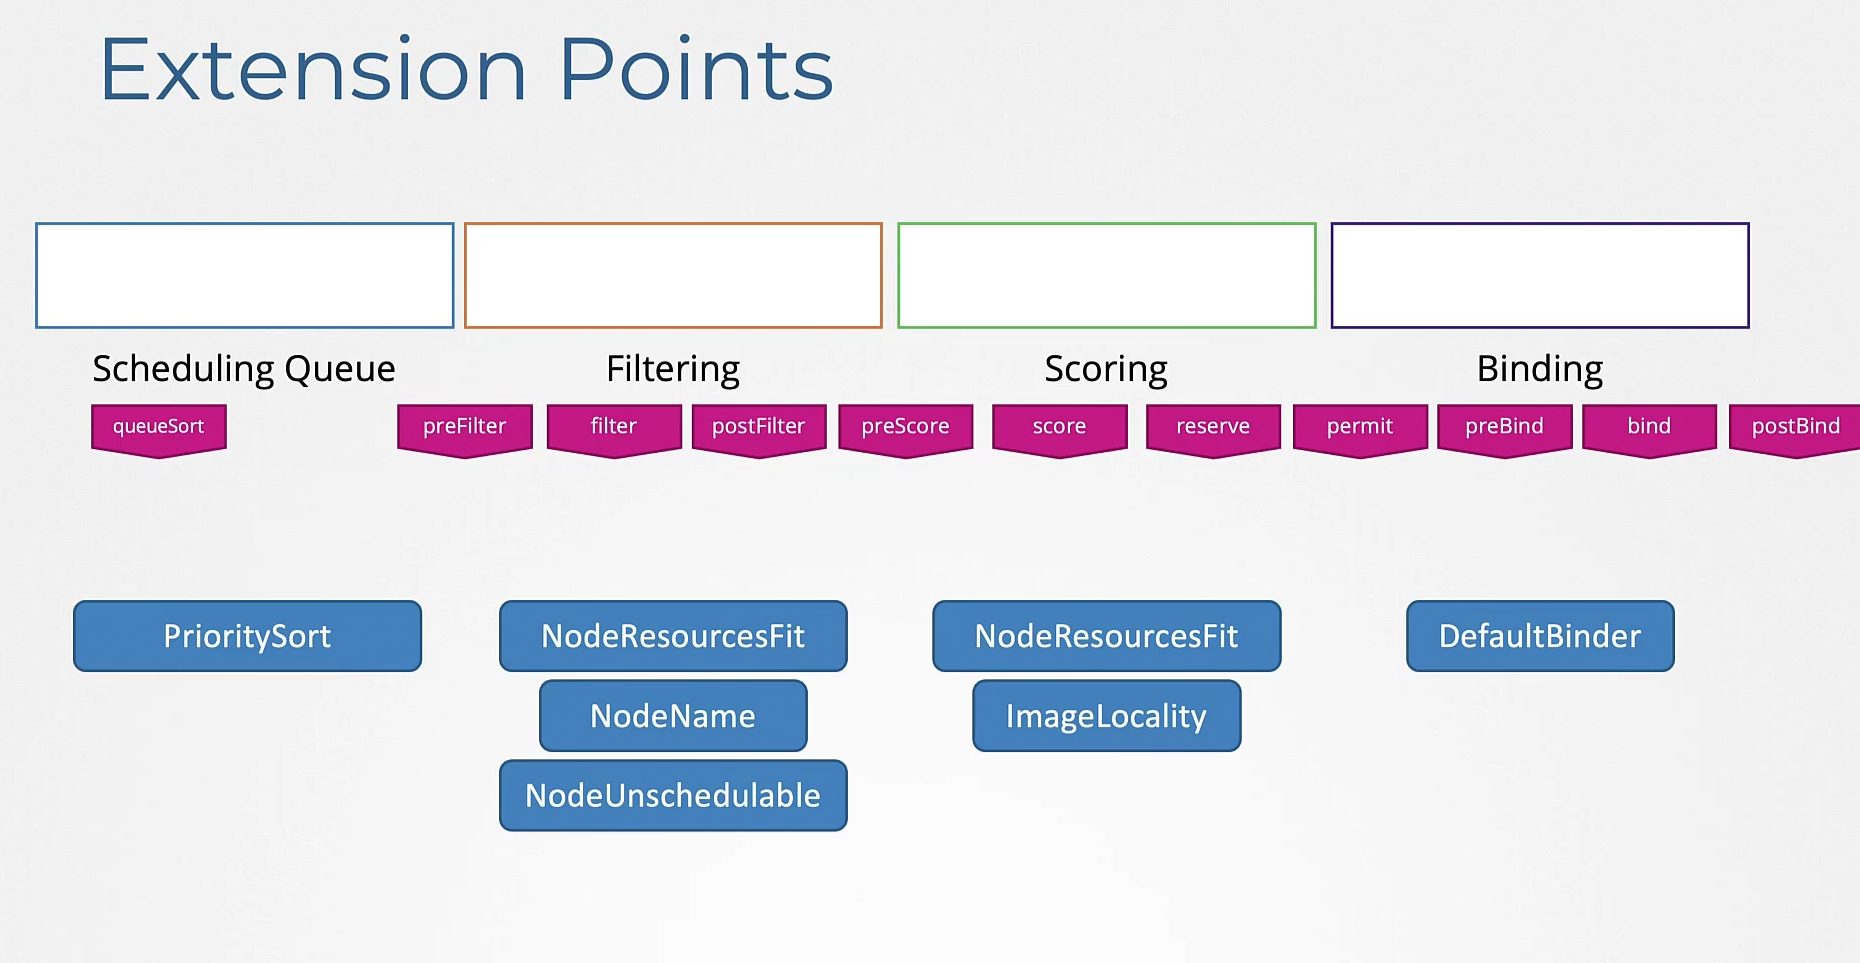 Extension Points
Scheduling Queue Filtering Scoring Binding
queueSort preFilter filter postFilter preScore score reserve permit preBind bind postBind
PrioritySort NodeResourcesFit NodeResourcesFit DefaultBinder
NodeName ImageLocality
NodeUnschedulable